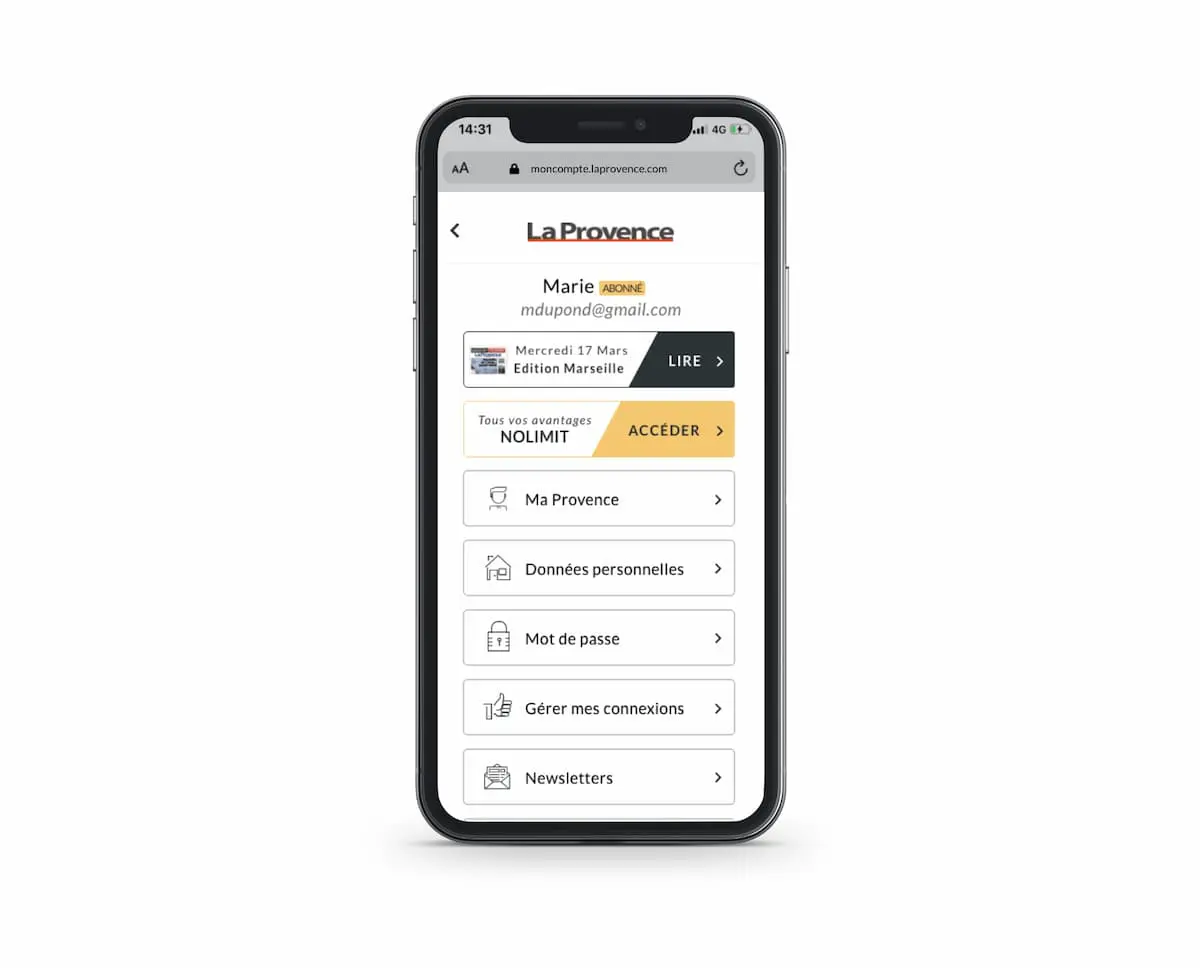 14:31
4G
AA
moncompte.laprovence.com
La Provence
Marie ABONNÉ
mdupond@gmail.com
Mercredi 17 Mars
Edition Marseille
LIRE
Tous vos avantages
NOLIMIT
ACCÉDER
Ma Provence
Données personnelles
Mot de passe
Gérer mes connexions
Newsletters